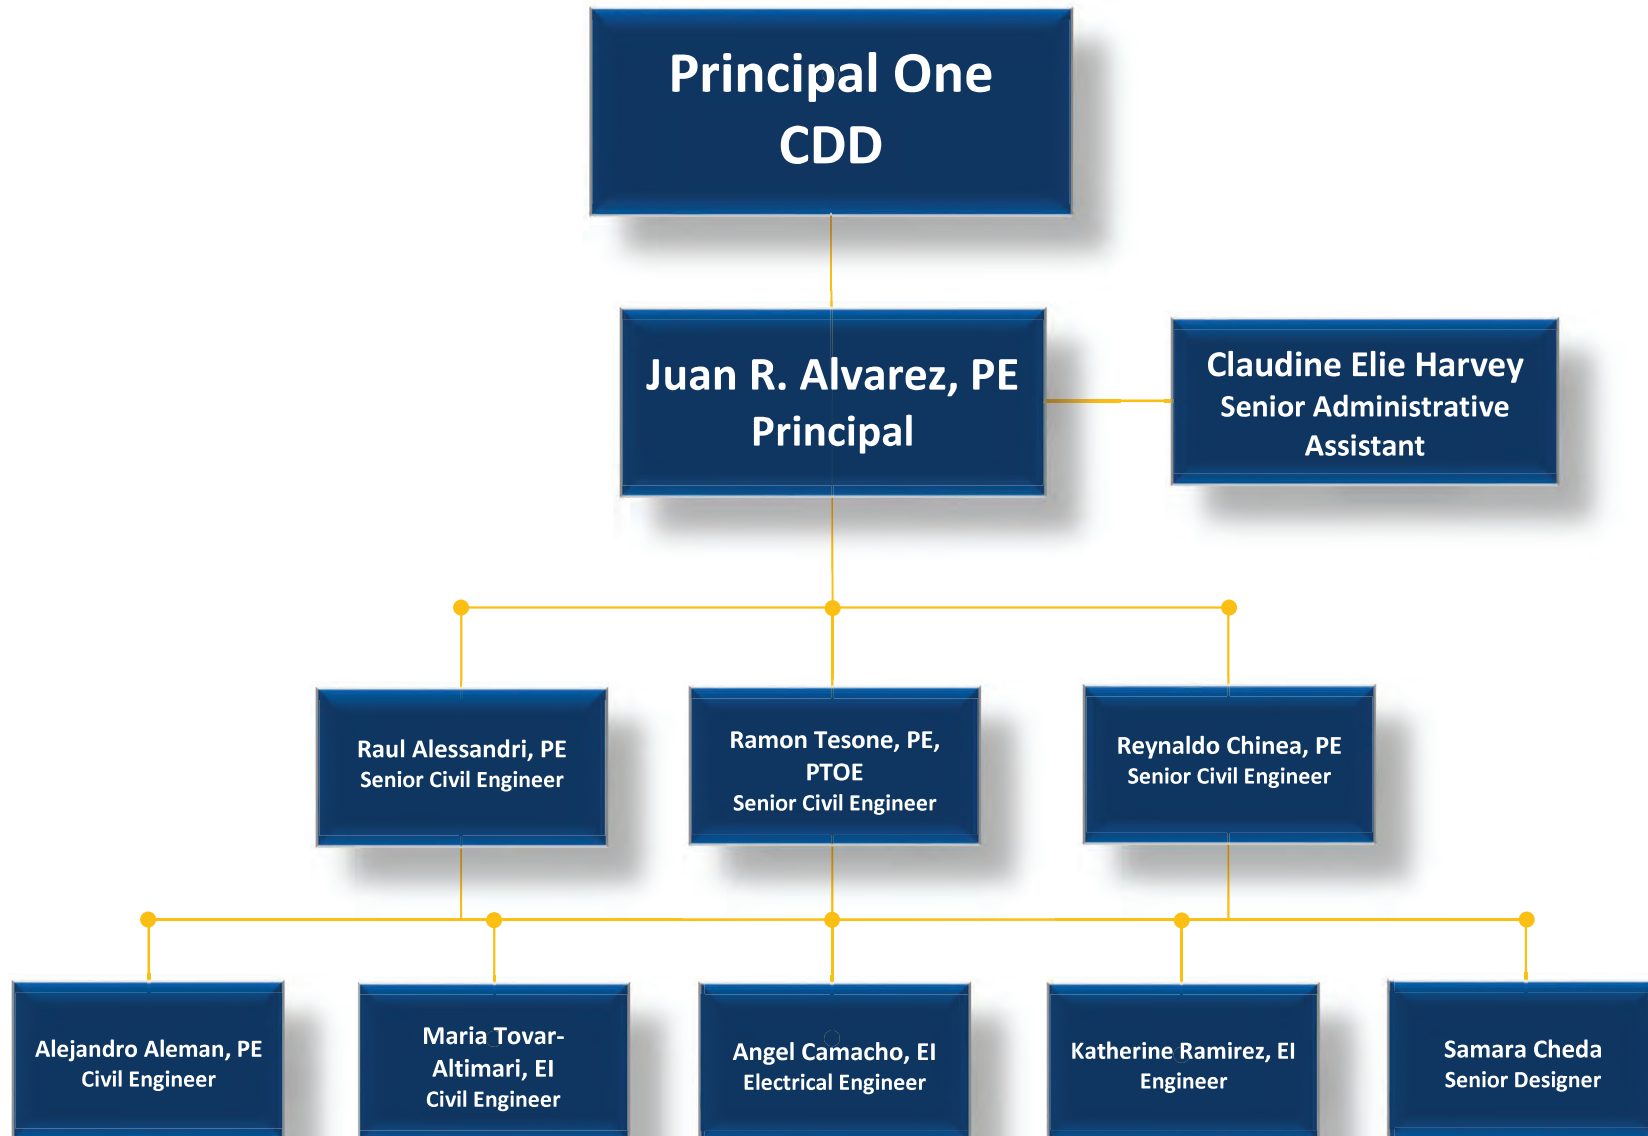 Principal One
CDD
Juan R. Alvarez, PE
Principal
Claudine Elie Harvey
Senior Administrative
Assistant
Raul Alessandri, PE
Senior Civil Engineer
Ramon Tesone, PE,
PTOE
Senior Civil Engineer
Reynaldo Chinea, PE
Senior Civil Engineer
Alejandro Aleman, PE
Civil Engineer
Maria Tovar-
Altimari, EI
Civil Engineer
Angel Camacho, EI
Electrical Engineer
Katherine Ramirez, EI
Engineer
Samara Cheda
Senior Designer